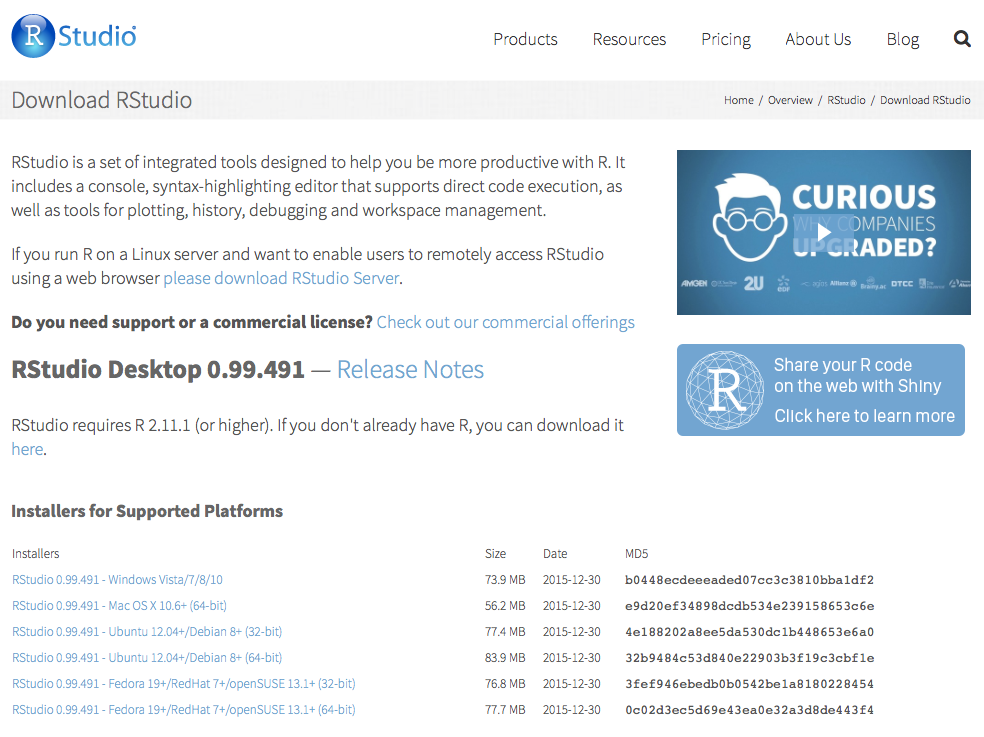 R Studio
Products Resources Pricing About Us Blog
Download RStudio
Home / Overview / RStudio / Download RStudio
RStudio is a set of integrated tools designed to help you be more productive with R. It
includes a console, syntax-highlighting editor that supports direct code execution, as
well as tools for plotting, history, debugging and workspace management.
If you run R on a Linux server and want to enable users to remotely access RStudio
using a web browser please download RStudio Server.
Do you need support or a commercial license? Check out our commercial offerings
RStudio Desktop 0.99.491 — Release Notes
RStudio requires R 2.11.1 (or higher). If you don't already have R, you can download it
here.
CURIOUS
WHY COMPANIES
UPGRADED?
AMGEN 2U EDF Allianz DTCC
R
Share your R code
on the web with Shiny
Click here to learn more
Installers for Supported Platforms
Installers Size Date MD5
RStudio 0.99.491 - Windows Vista/7/8/10 73.9 MB 2015-12-30 b0448ecdeeeaded07cc3c3810bba1df2
RStudio 0.99.491 - Mac OS X 10.6+ (64-bit) 56.2 MB 2015-12-30 e9d20ef34898dcdb534e239158653c6e
RStudio 0.99.491 - Ubuntu 12.04+/Debian 8+ (32-bit) 77.4 MB 2015-12-30 4e188202a8ee5da530dc1b448653e6a0
RStudio 0.99.491 - Ubuntu 12.04+/Debian 8+ (64-bit) 83.9 MB 2015-12-30 32b9484c53d840e22903b3f19c3cbf1e
RStudio 0.99.491 - Fedora 19+/RedHat 7+/openSUSE 13.1+ (32-bit) 76.8 MB 2015-12-30 3fef946ebedb0b0542be1a8180228454
RStudio 0.99.491 - Fedora 19+/RedHat 7+/openSUSE 13.1+ (64-bit) 77.7 MB 2015-12-30 0c02d3ec5d69e43ea0e32a3d8de443f4